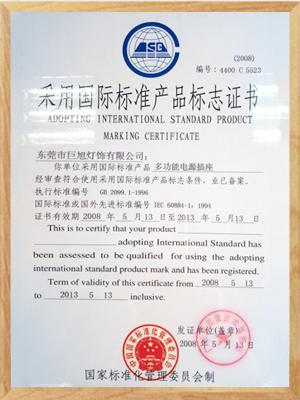 (2008)
编号:4400 C 5523
采用国际标准产品标志证书
ADOPTING INTERNATIONAL STANDARD PRODUCT
MARKING CERTIFICATE
东莞市巨旭灯饰有限公司:
你单位采用国际标准产品 多功能电源插座
经审查符合使用采用国际标准产品标志条件,业已备案。
执行标准编号 GB 2099.1-1996
国际标准或国外先进标准编号 IEC 60884-1:1994
证书有效期 2008 年 5 月 13 日至 2013 年 5 月 13 日
This is to certify that your product
adopting International Standard has
been assessed to be qualified for using the adopting
international standard product mark and has been registered.
Term of validity of this certificate from 2008 5 13
to 2013 5 13 inclusive.
发证单位(盖章)
2008 年 5 月 13 日
国家标准化管理委员会制